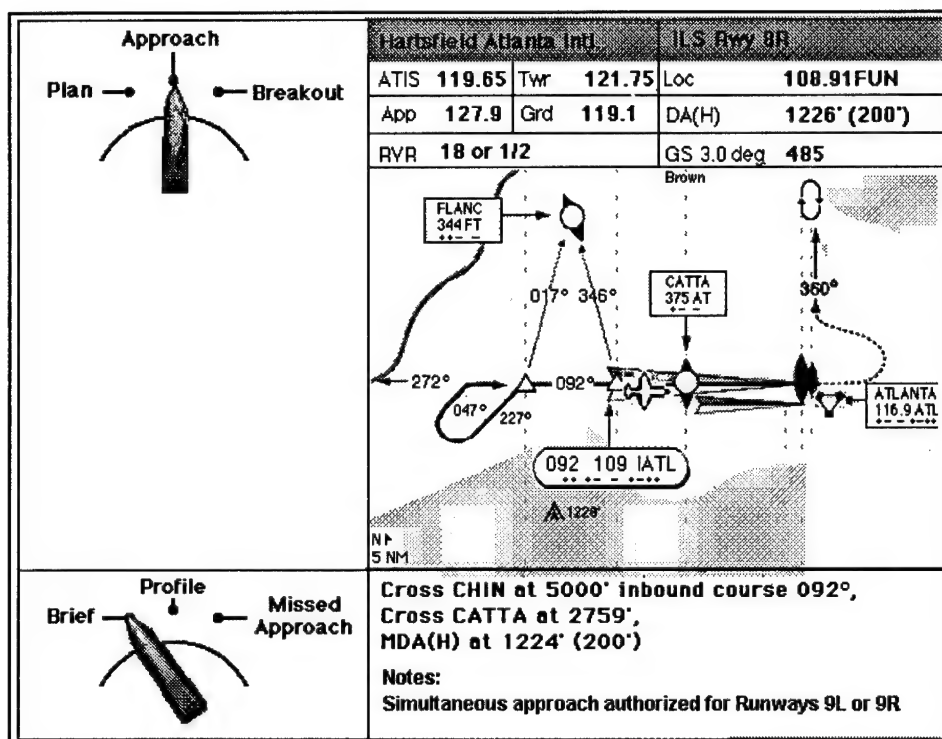 Approach
Plan
Breakout
Hartsfield Atlanta Intl.
ILS Rwy 9R
ATIS 119.65 Twr 121.75 Loc 108.91FUN
App 127.9 Grd 119.1 DA(H) 1226' (200')
RVR 18 or 1/2 GS 3.0 deg 485
Brown
FLANC
344 FT
CATTA
375 AT
017° 346°
360°
272°
092°
047°
227°
ATLANTA
116.9 ATL
092 109 IATL
1228'
N
5 NM
Profile
Brief
Missed
Approach
Cross CHIN at 5000' inbound course 092°,
Cross CATTA at 2759',
MDA(H) at 1224' (200')
Notes:
Simultaneous approach authorized for Runways 9L or 9R